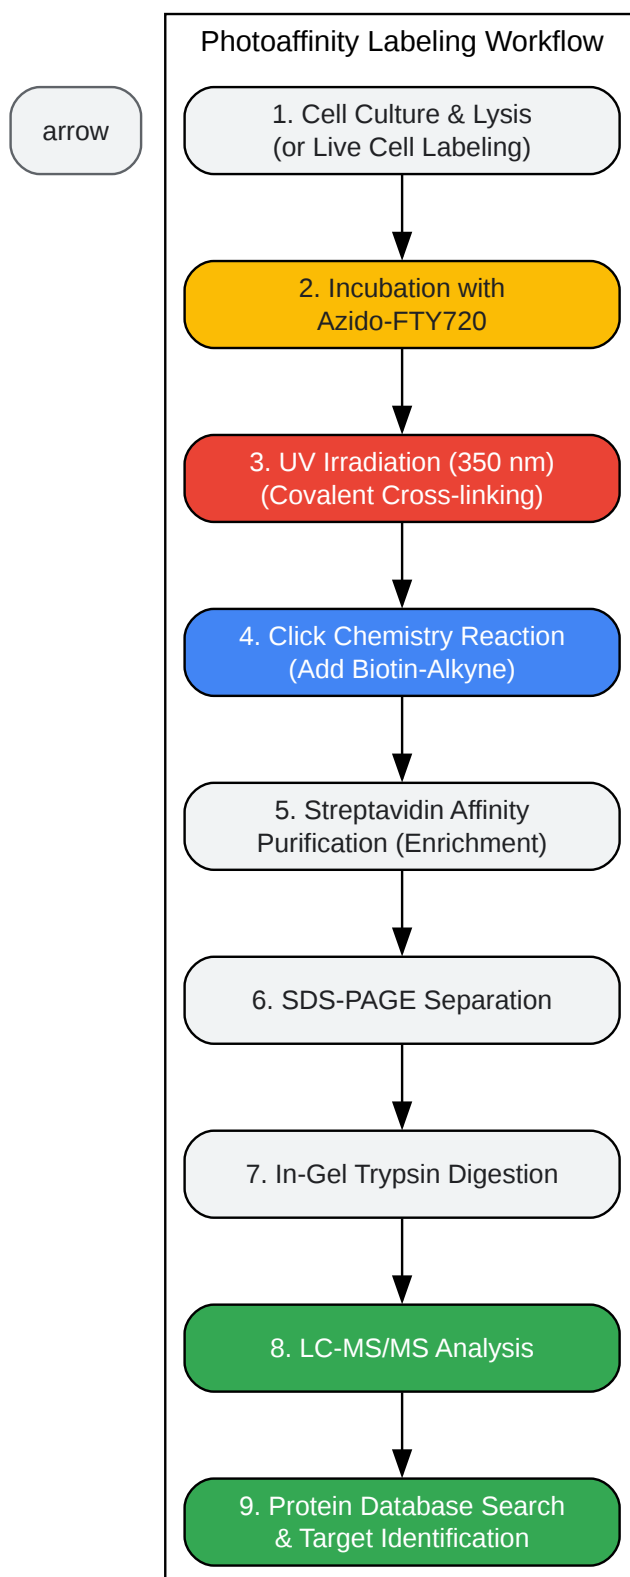 Photoaffinity Labeling Workflow
arrow
1. Cell Culture & Lysis
(or Live Cell Labeling)
2. Incubation with
Azido-FTY720
3. UV Irradiation (350 nm)
(Covalent Cross-linking)
4. Click Chemistry Reaction
(Add Biotin-Alkyne)
5. Streptavidin Affinity
Purification (Enrichment)
6. SDS-PAGE Separation
7. In-Gel Trypsin Digestion
8. LC-MS/MS Analysis
9. Protein Database Search
& Target Identification